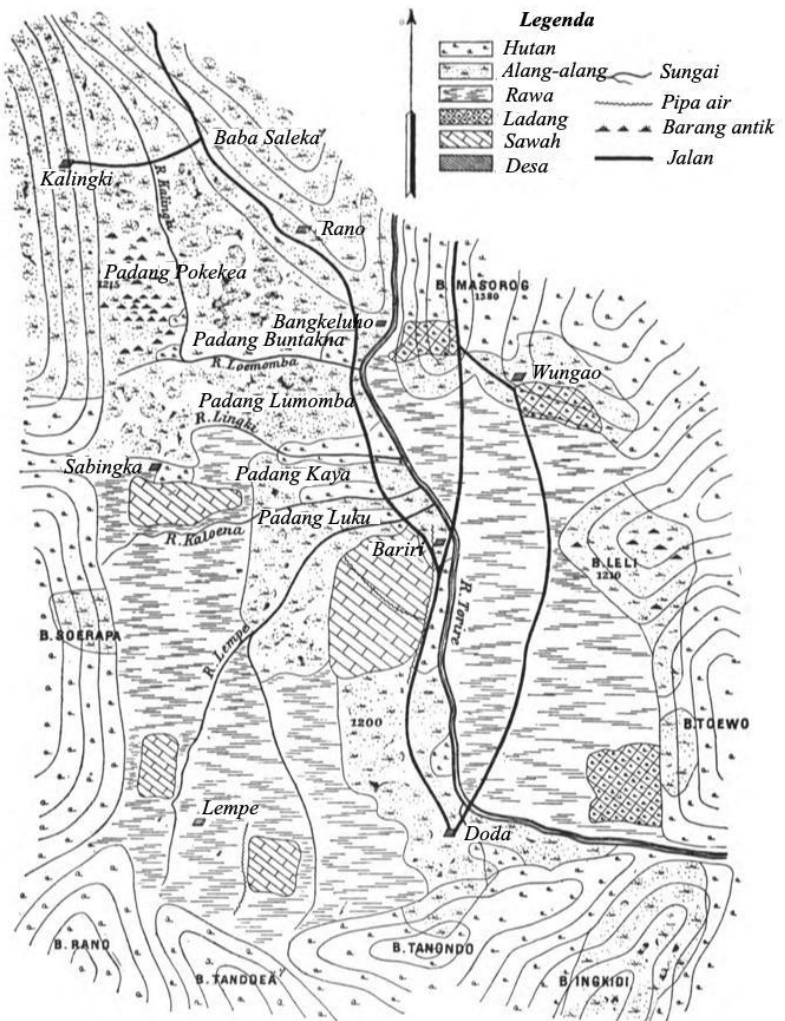 Legenda
Hutan
Alang-alang
Rawa
Ladang
Sawah
Desa
Sungai
Pipa air
Barang antik
Jalan
Baba Saleka
Kalingki
R. Kalingki
Rano
Padang Pokekea
1215
B. MASOROG
1380
Bangkeluho
Padang Buntakna
R. Loemomba
Wungao
Padang Lumomba
R. Lingki
Sabingka
Padang Kaya
Padang Luku
R. Kaloena
Bariri
B. LELI
1210
R. Torire
B. SOERAPA
R. Lempe
1200
B. TOEWO
Lempe
Doda
B. RANO
B. TANDOEA
B. TANONDO
B. INGKIDI